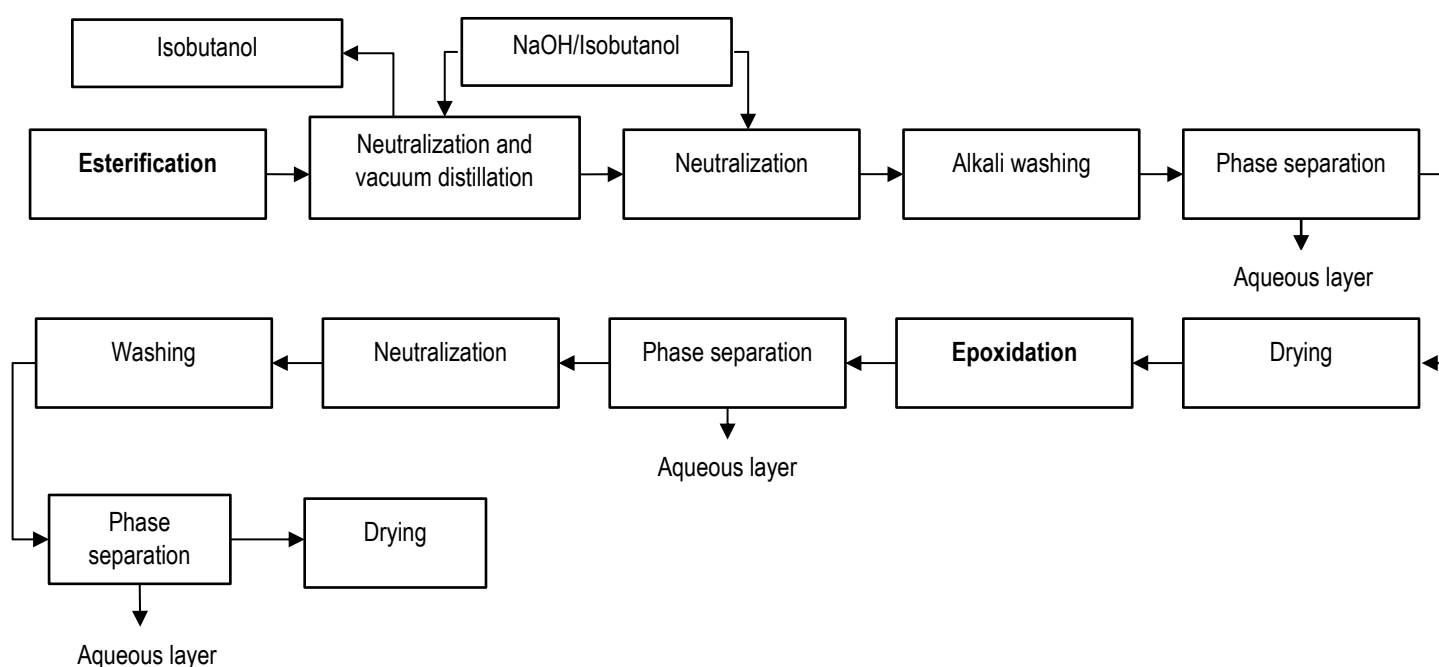 Isobutanol
NaOH/Isobutanol
Esterification
Neutralization and
vacuum distillation
Neutralization
Alkali washing
Phase separation
Aqueous layer
Washing
Neutralization
Phase separation
Epoxidation
Drying
Aqueous layer
Phase
separation
Drying
Aqueous layer